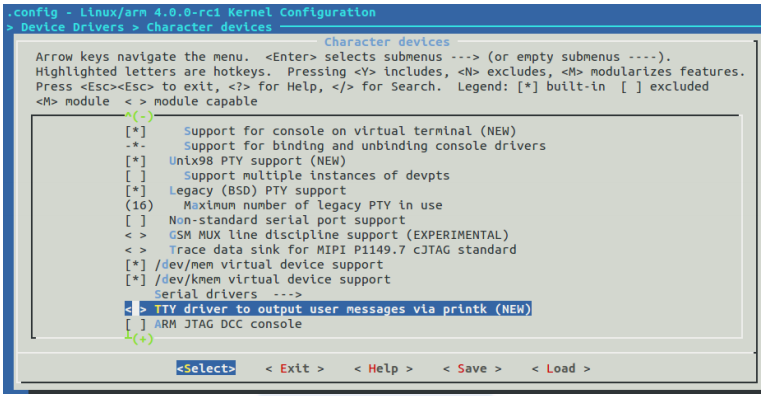 .config - Linux/arm 4.0.0-rc1 Kernel Configuration
> Device Drivers > Character devices
Character devices
Arrow keys navigate the menu.  <Enter> selects submenus ---> (or empty submenus ----).
Highlighted letters are hotkeys.  Pressing <Y> includes, <N> excludes, <M> modularizes features.
Press <Esc><Esc> to exit, <?> for Help, </> for Search.  Legend: [*] built-in  [ ] excluded
<M> module  < > module capable
^(-)
[*]     Support for console on virtual terminal (NEW)
-*-     Support for binding and unbinding console drivers
[*]   Unix98 PTY support (NEW)
[ ]     Support multiple instances of devpts
[*]   Legacy (BSD) PTY support
(16)    Maximum number of legacy PTY in use
[ ]   Non-standard serial port support
< >   GSM MUX line discipline support (EXPERIMENTAL)
< >   Trace data sink for MIPI P1149.7 cJTAG standard
[*] /dev/mem virtual device support
[*] /dev/kmem virtual device support
Serial drivers  --->
< > TTY driver to output user messages via printk (NEW)
[ ] ARM JTAG DCC console
(+)
<Select>    < Exit >    < Help >    < Save >    < Load >